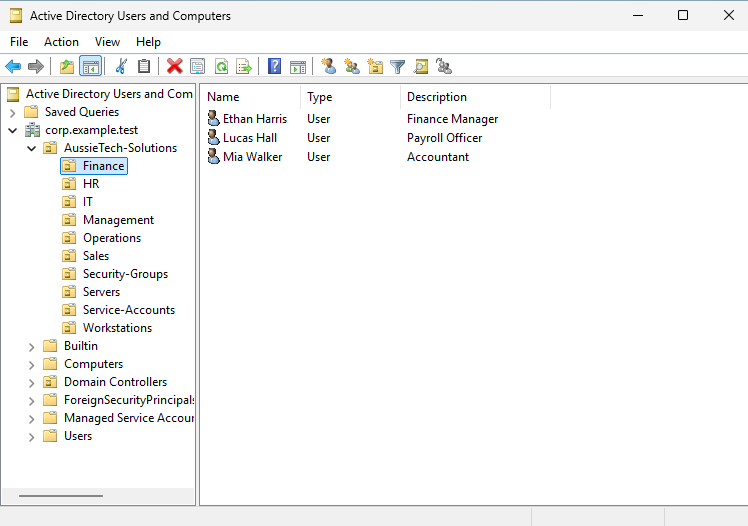 Active Directory Users and Computers
File Action View Help
Active Directory Users and Com
Saved Queries
corp.example.test
AussieTech-Solutions
Finance
HR
IT
Management
Operations
Sales
Security-Groups
Servers
Service-Accounts
Workstations
Builtin
Computers
Domain Controllers
ForeignSecurityPrincipals
Managed Service Accour
Users
Name Type Description
Ethan Harris User Finance Manager
Lucas Hall User Payroll Officer
Mia Walker User Accountant